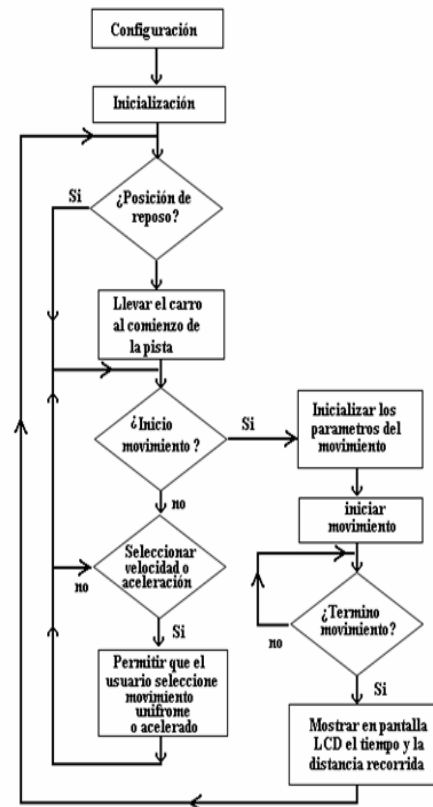 Configuración
Inicialización
Si
¿Posición de
reposo?
Llevar el carro
al comienzo de
la pista
¿Inicio
movimiento ?
Si
Inicializar los
parametros del
movimiento
no
iniciar
movimiento
Seleccionar
velocidad o
aceleración
no
¿Termino
movimiento?
no
Si
Permitir que el
usuario seleccione
movimiento
unifrome
o acelerado
Si
Mostrar en pantalla
LCD el tiempo y la
distancia recorrida